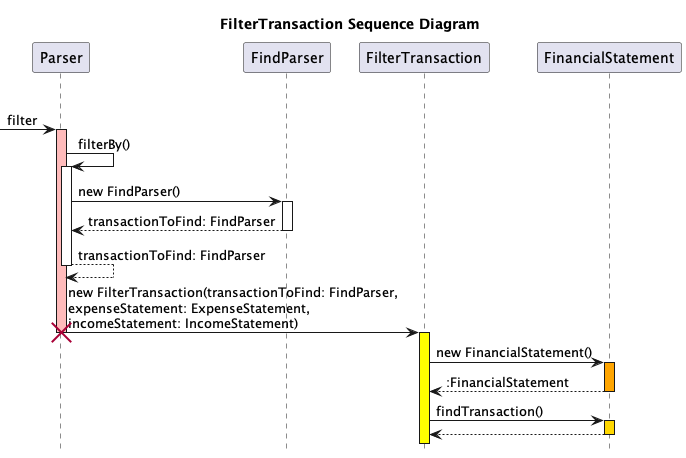 FilterTransaction Sequence Diagram
Parser
FindParser
FilterTransaction
FinancialStatement
filter
filterBy()
new FindParser()
transactionToFind: FindParser
transactionToFind: FindParser
new FilterTransaction(transactionToFind: FindParser,
expenseStatement: ExpenseStatement,
incomeStatement: IncomeStatement)
new FinancialStatement()
:FinancialStatement
findTransaction()